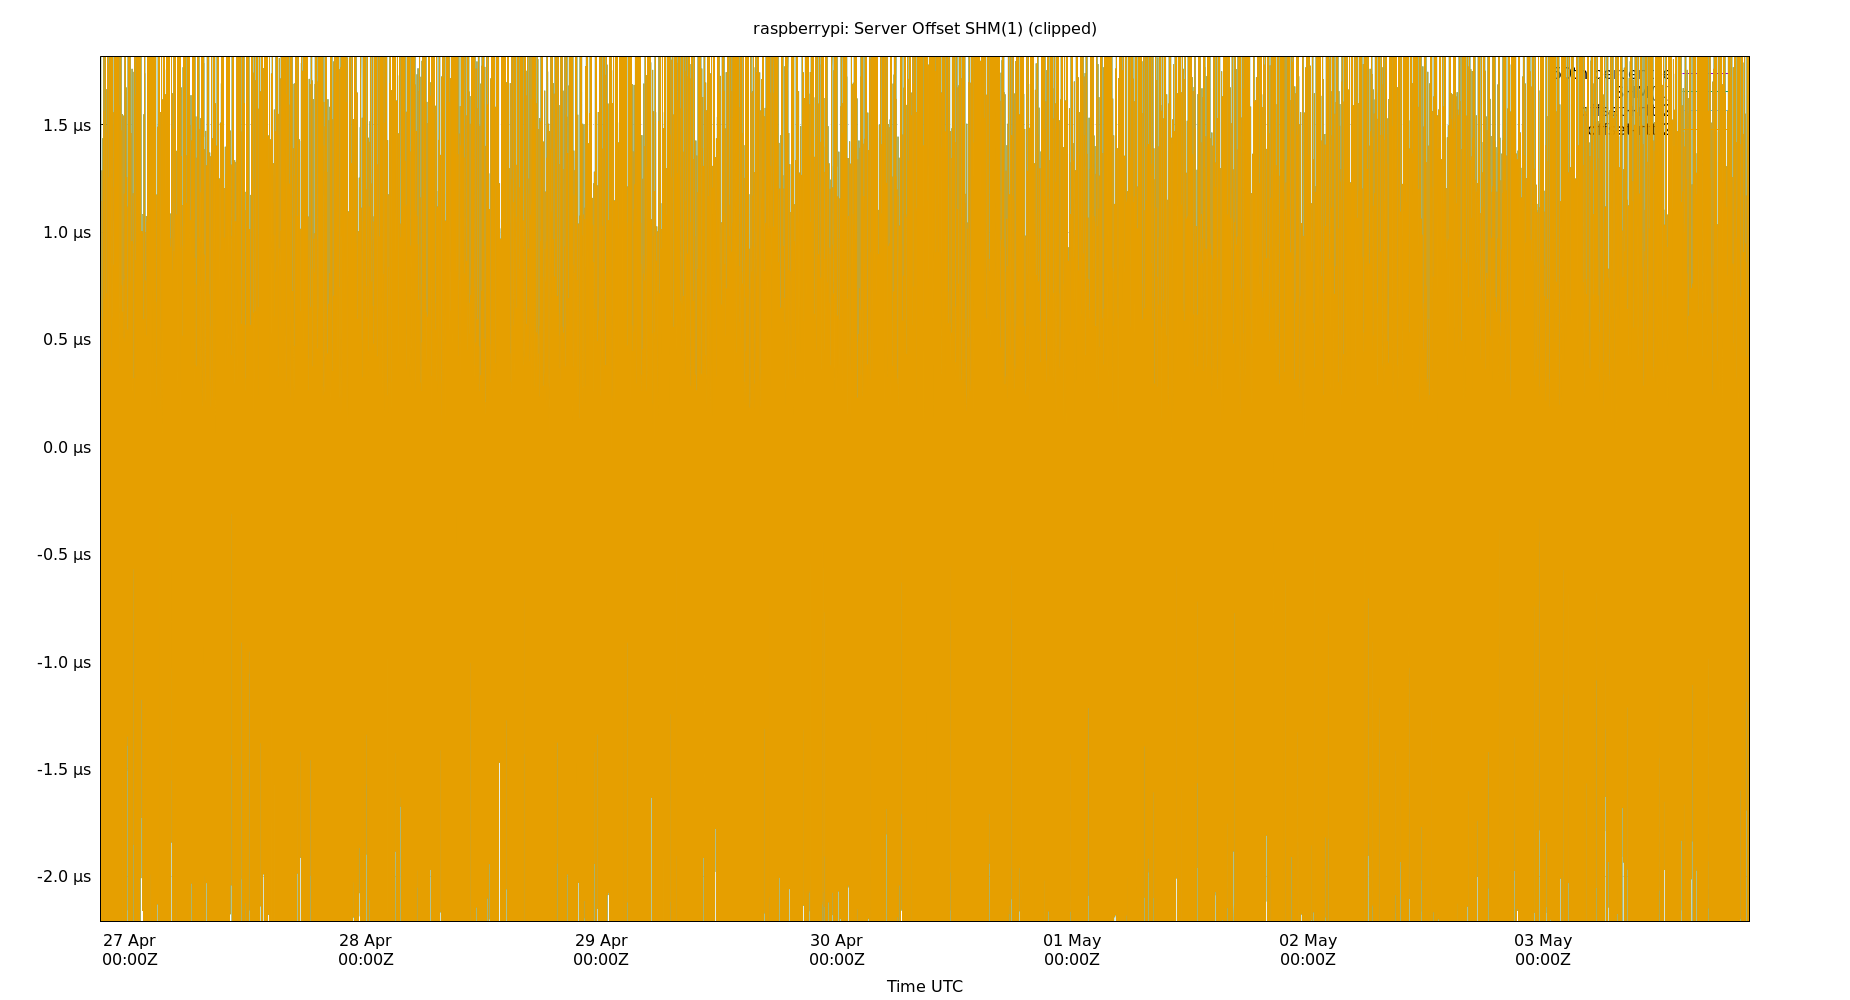 raspberrypi: Server Offset SHM(1) (clipped)
1.5 µs
1.0 µs
0.5 µs
0.0 µs
-0.5 µs
-1.0 µs
-1.5 µs
-2.0 µs
27 Apr 28 Apr 29 Apr 30 Apr 01 May 02 May 03 May
00:00Z 00:00Z 00:00Z 00:00Z 00:00Z 00:00Z 00:00Z
Time UTC